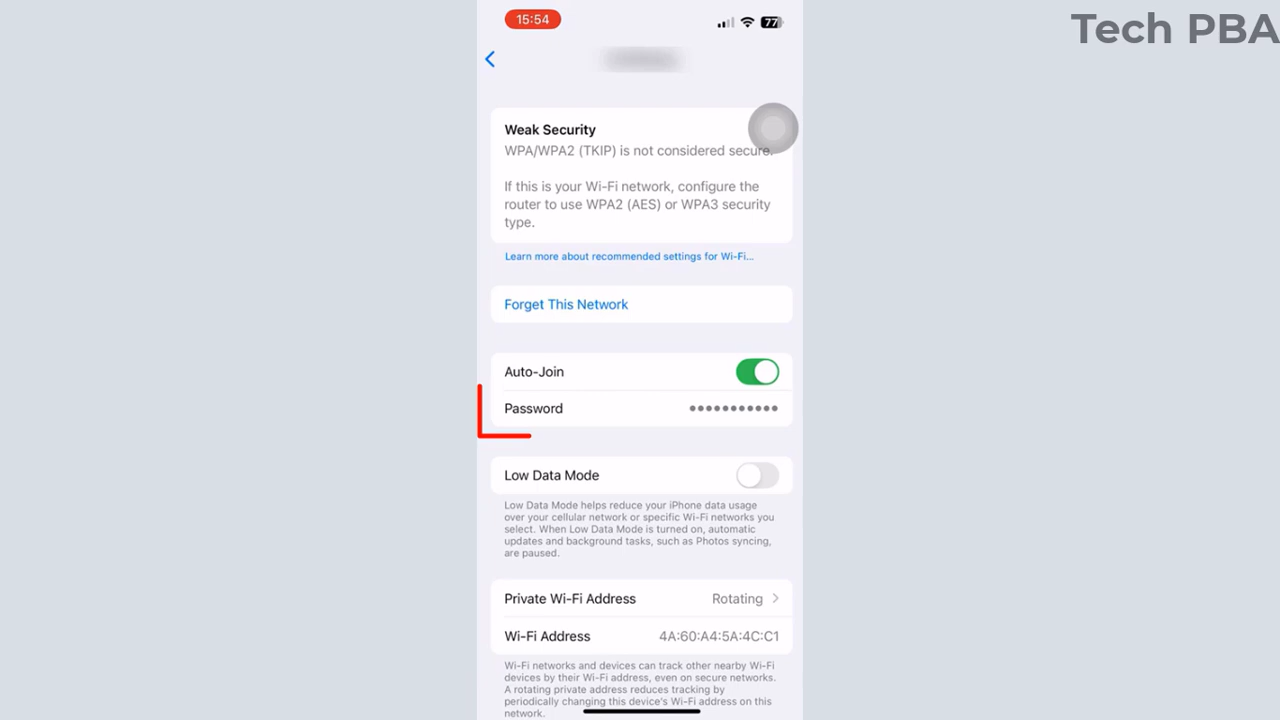 Tech PBA
15:54
77
Weak Security
WPA/WPA2 (TKIP) is not considered secure.
If this is your Wi-Fi network, configure the
router to use WPA2 (AES) or WPA3 security
type.
Learn more about recommended settings for Wi-Fi...
Forget This Network
Auto-Join
Password ●●●●●●●●●●●
Low Data Mode
Low Data Mode helps reduce your iPhone data usage
over your cellular network or specific Wi-Fi networks you
select. When Low Data Mode is turned on, automatic
updates and background tasks, such as Photos syncing,
are paused.
Private Wi-Fi Address Rotating
Wi-Fi Address 4A:60:A4:5A:4C:C1
Wi-Fi networks and devices can track other nearby Wi-Fi
devices by their Wi-Fi address, even on secure networks.
A rotating private address reduces tracking by
periodically changing this device's Wi-Fi address on this
network.